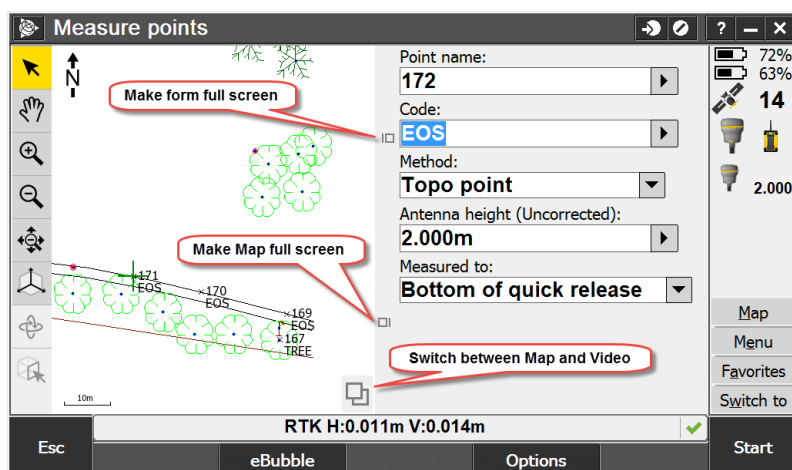 Measure points
?
72%
63%
14
2.000
N
Make form full screen
Point name:
172
Code:
EOS
Method:
Topo point
Antenna height (Uncorrected):
2.000m
Measured to:
Bottom of quick release
Make Map full screen
171
EOS
170
EOS
169
EOS
167
TREE
10m
Switch between Map and Video
Map
Menu
Favorites
Switch to
RTK H:0.011m V:0.014m
Esc
eBubble
Options
Start